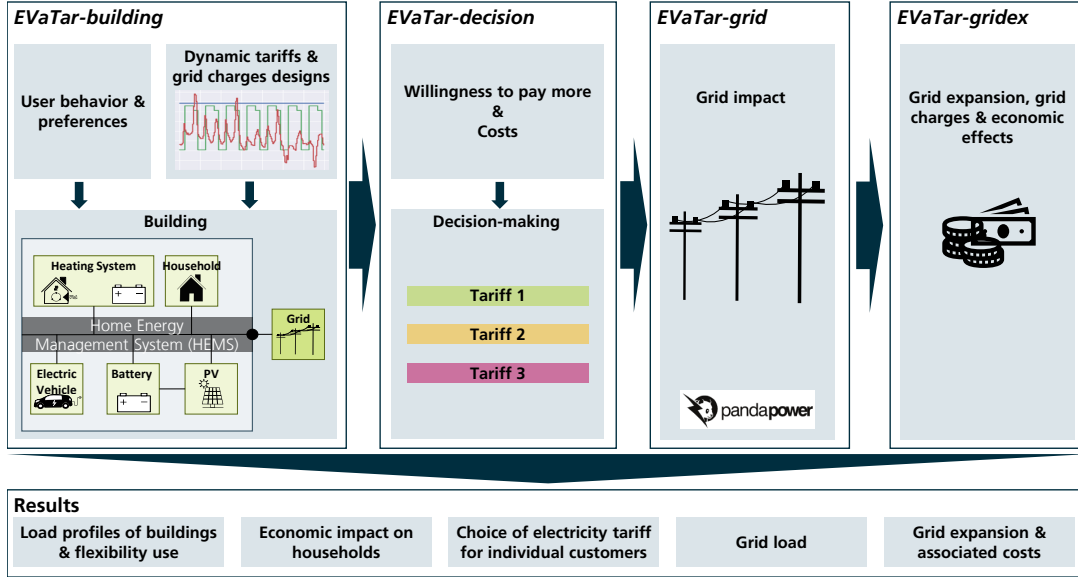 EVaTar-building
User behavior &
preferences
Dynamic tariffs &
grid charges designs
Building
Heating System
Household
Home Energy
Management System (HEMS)
Grid
Electric
Vehicle
Battery
PV
EVaTar-decision
Willingness to pay more
&
Costs
Decision-making
Tariff 1
Tariff 2
Tariff 3
EVaTar-grid
Grid impact
pandapower
EVaTar-gridex
Grid expansion, grid
charges & economic
effects
Results
Load profiles of buildings
& flexibility use
Economic impact on
households
Choice of electricity tariff
for individual customers
Grid load
Grid expansion &
associated costs